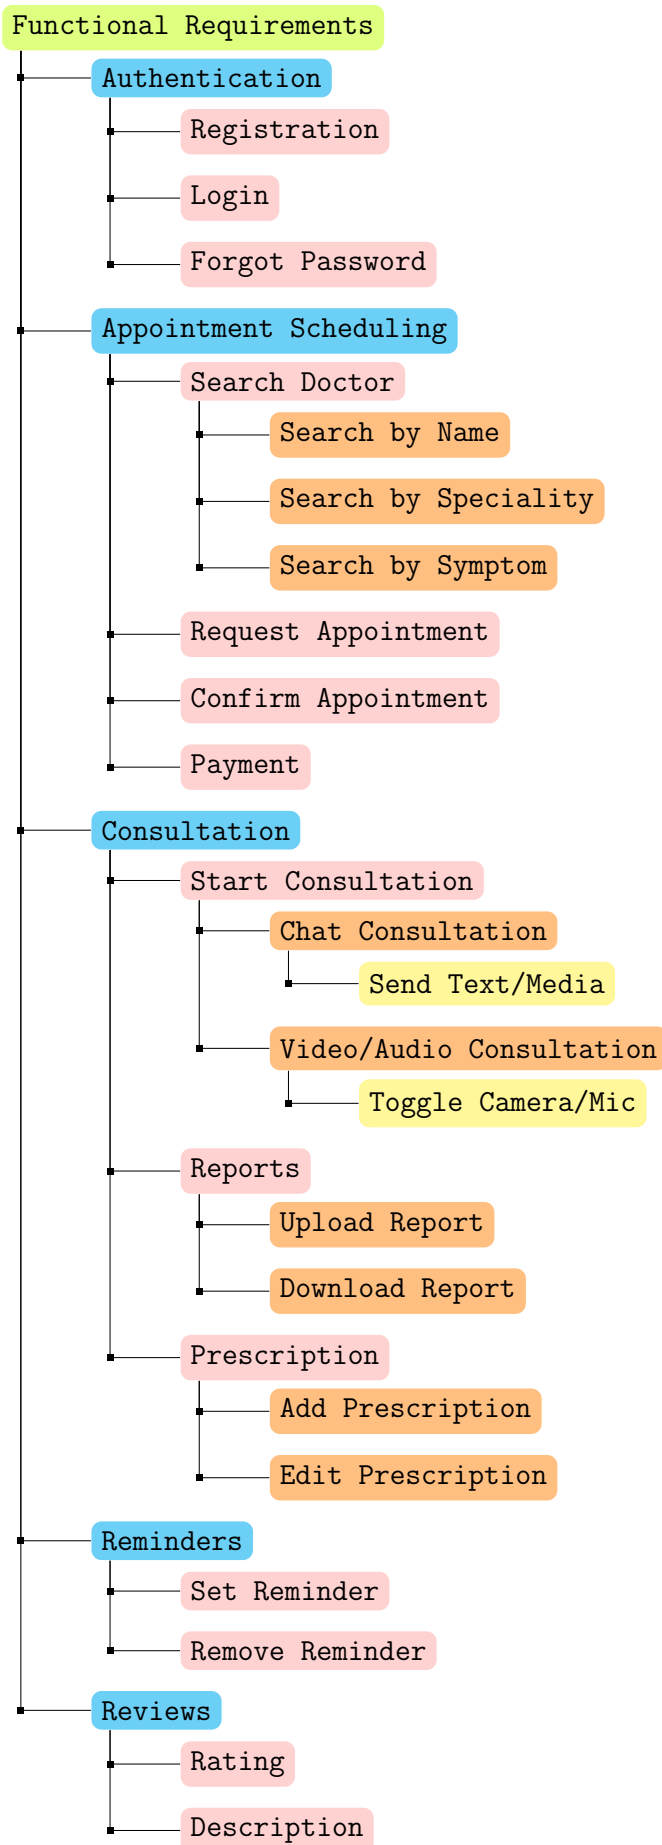 Functional Requirements
Authentication
Registration
Login
Forgot Password
Appointment Scheduling
Search Doctor
Search by Name
Search by Speciality
Search by Symptom
Request Appointment
Confirm Appointment
Payment
Consultation
Start Consultation
Chat Consultation
Send Text/Media
Video/Audio Consultation
Toggle Camera/Mic
Reports
Upload Report
Download Report
Prescription
Add Prescription
Edit Prescription
Reminders
Set Reminder
Remove Reminder
Reviews
Rating
Description